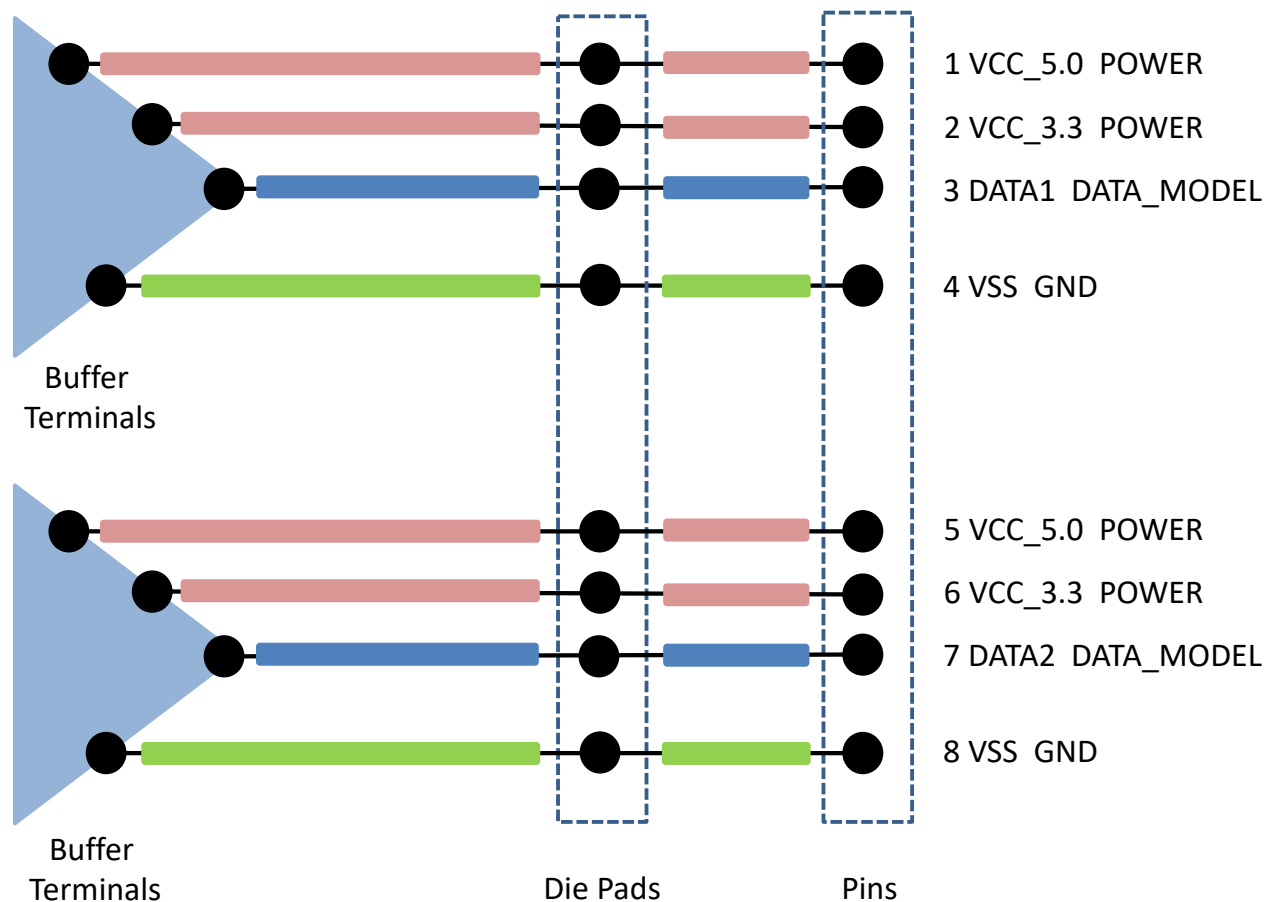 1 VCC_5.0 POWER
2 VCC_3.3 POWER
3 DATA1 DATA_MODEL
4 VSS GND
Buffer
Terminals
5 VCC_5.0 POWER
6 VCC_3.3 POWER
7 DATA2 DATA_MODEL
8 VSS GND
Buffer
Terminals
Die Pads
Pins